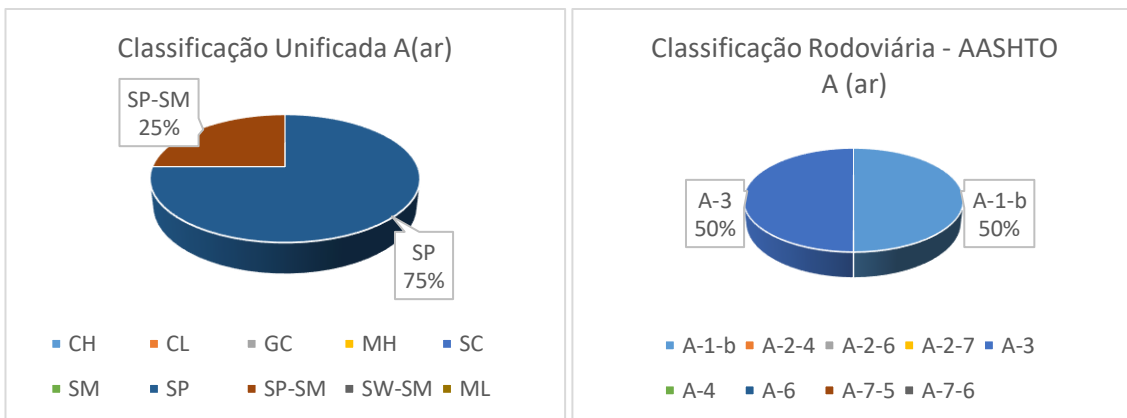 Classificação Unificada A(ar)
SP-SM
25%
SP
75%
CH CL GC MH SC
SM SP SP-SM SW-SM ML
Classificação Rodoviária - AASHTO
A (ar)
A-3
50%
A-1-b
50%
A-1-b A-2-4 A-2-6 A-2-7 A-3
A-4 A-6 A-7-5 A-7-6